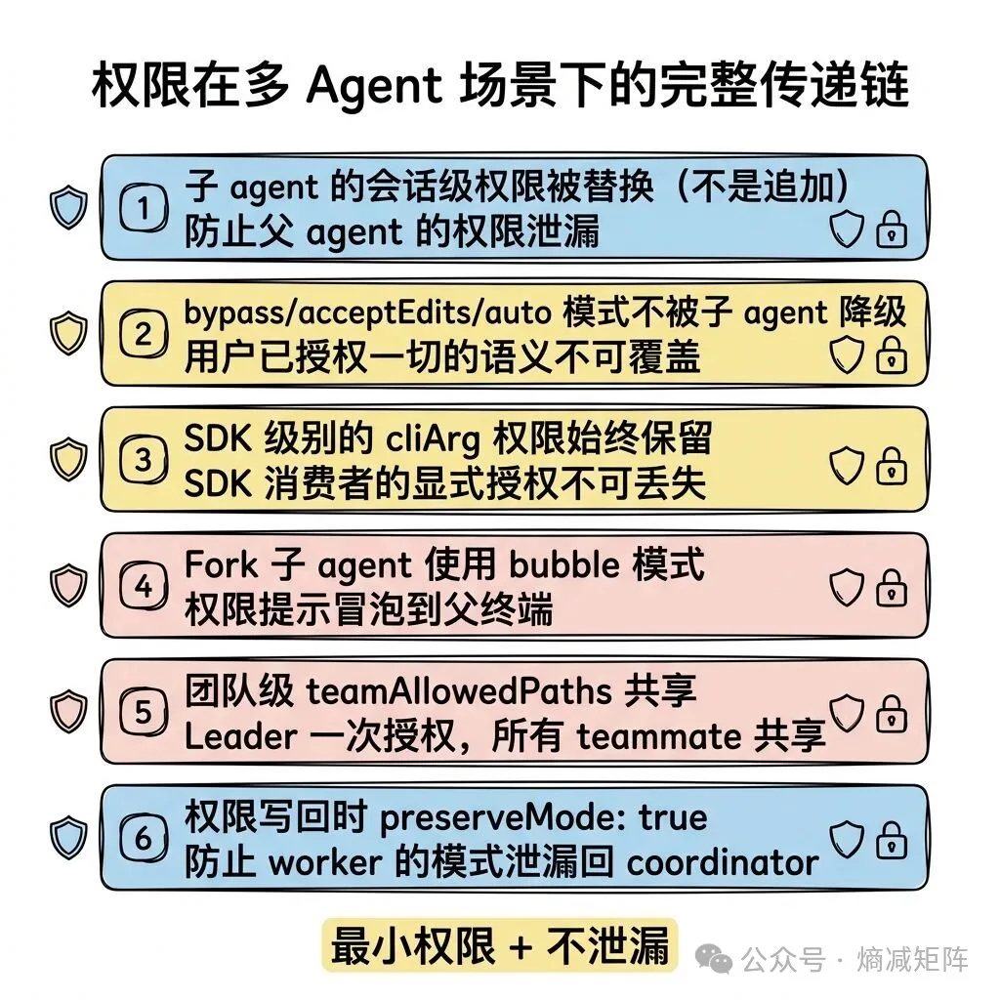 权限在多 Agent 场景下的完整传递链
1
子 agent 的会话级权限被替换（不是追加）
防止父 agent 的权限泄漏
2
bypass/acceptEdits/auto 模式不被子 agent 降级
用户已授权一切的语义不可覆盖
3
SDK 级别的 cliArg 权限始终保留
SDK 消费者的显式授权不可丢失
4
Fork 子 agent 使用 bubble 模式
权限提示冒泡到父终端
5
团队级 teamAllowedPaths 共享
Leader 一次授权，所有 teammate 共享
6
权限写回时 preserveMode: true
防止 worker 的模式泄漏回 coordinator
最小权限 + 不泄漏
公众号 · 熵减矩阵